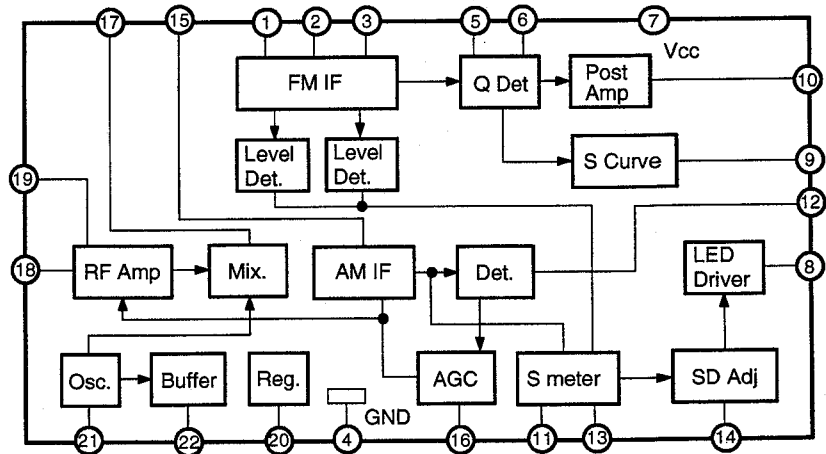 17 15 1 2 3 5 6 7
Vcc
FM IF
Q Det
Post
Amp
10
Level
Det.
Level
Det.
S Curve
9
19
12
18
RF Amp
Mix.
AM IF
Det.
LED
Driver
8
Osc.
Buffer
Reg.
GND
AGC
S meter
SD Adj
21 22 20 4 16 11 13 14